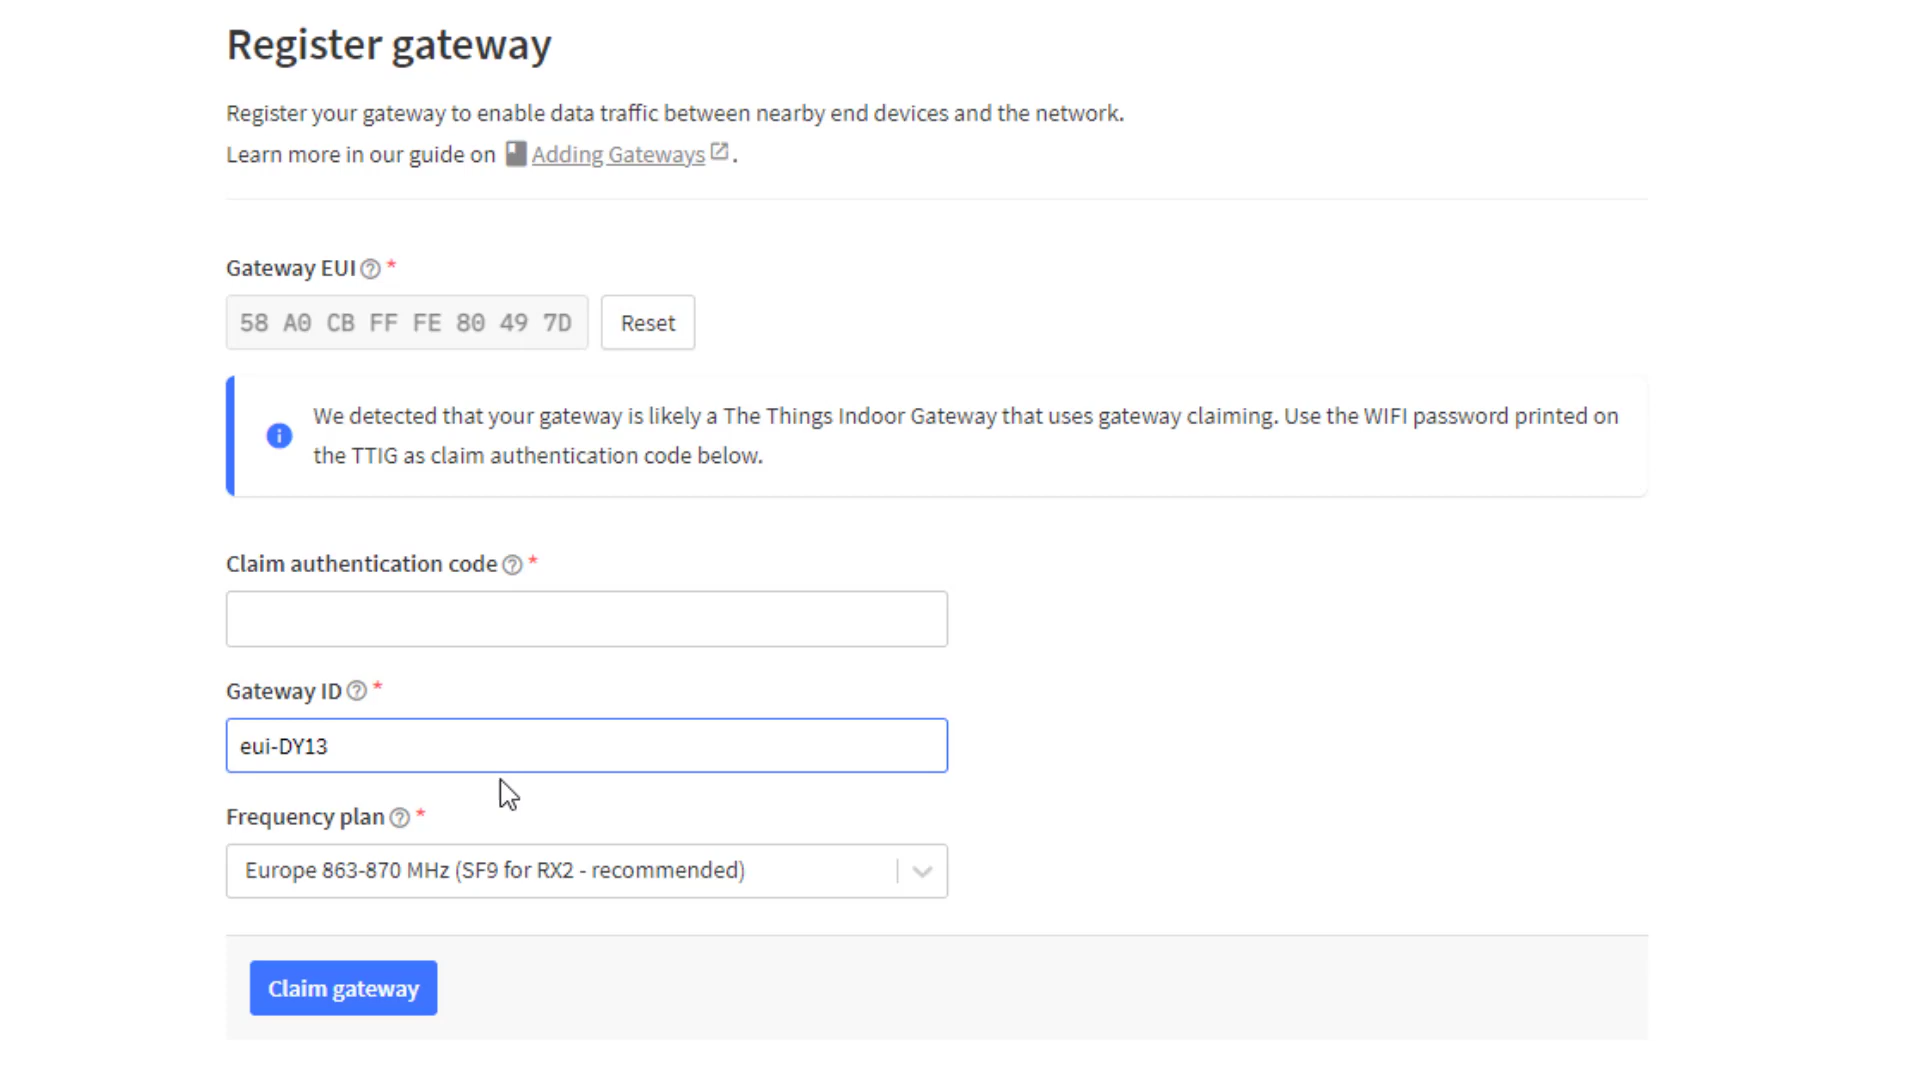 Register gateway
Register your gateway to enable data traffic between nearby end devices and the network.
Learn more in our guide on Adding Gateways .
Gateway EUI ? *
58 A0 CB FF FE 80 49 7D Reset
We detected that your gateway is likely a The Things Indoor Gateway that uses gateway claiming. Use the WIFI password printed on
the TTIG as claim authentication code below.
Claim authentication code ? *
Gateway ID ? *
eui-DY13
Frequency plan ? *
Europe 863-870 MHz (SF9 for RX2 - recommended)
Claim gateway